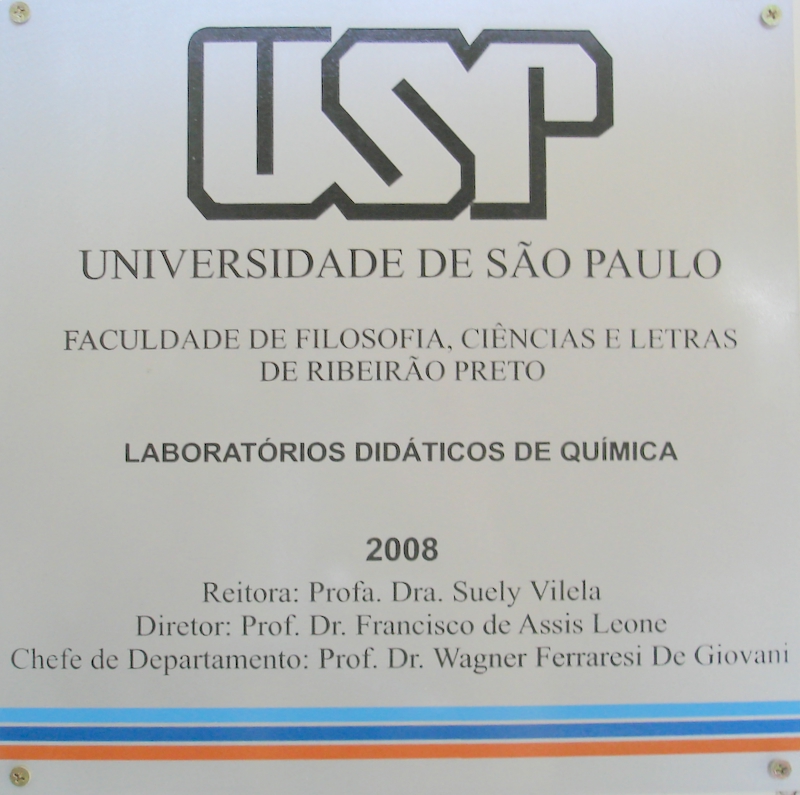 USP
UNIVERSIDADE DE SÃO PAULO
FACULDADE DE FILOSOFIA, CIÊNCIAS E LETRAS
DE RIBEIRÃO PRETO
LABORATÓRIOS DIDÁTICOS DE QUÍMICA
2008
Reitora: Profa. Dra. Suely Vilela
Diretor: Prof. Dr. Francisco de Assis Leone
Chefe de Departamento: Prof. Dr. Wagner Ferraresi De Giovani